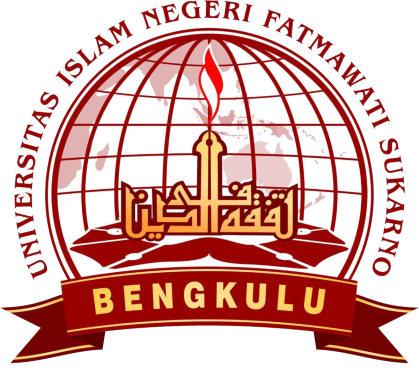 UNIVERSITAS ISLAM NEGERI FATMAWATI SUKARNO
BENGKULU